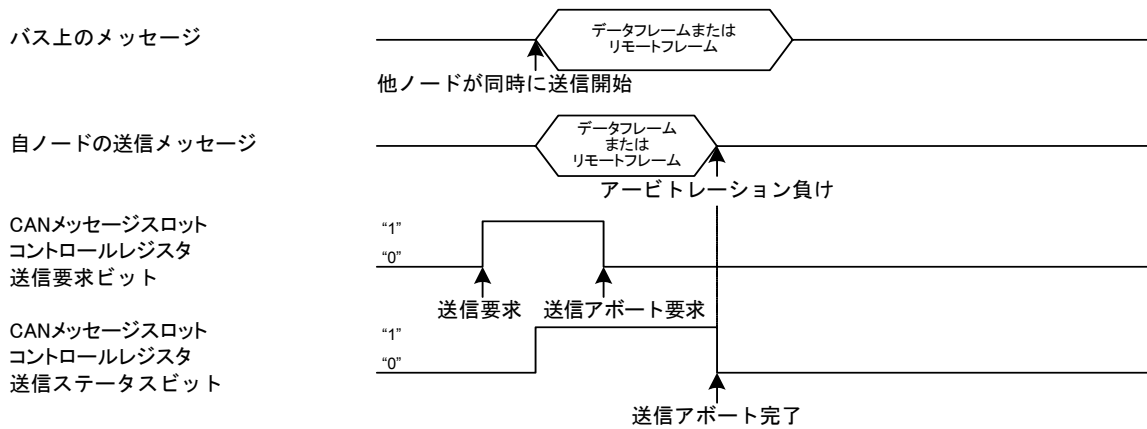 バス上のメッセージ
データフレームまたは
リモートフレーム
他ノードが同時に送信開始
自ノードの送信メッセージ
データフレーム
または
リモートフレーム
アービトレーション負け
CANメッセージスロット
コントロールレジスタ
送信要求ビット
“1”
“0”
送信要求
送信アボート要求
CANメッセージスロット
コントロールレジスタ
送信ステータスビット
“1”
“0”
送信アボート完了